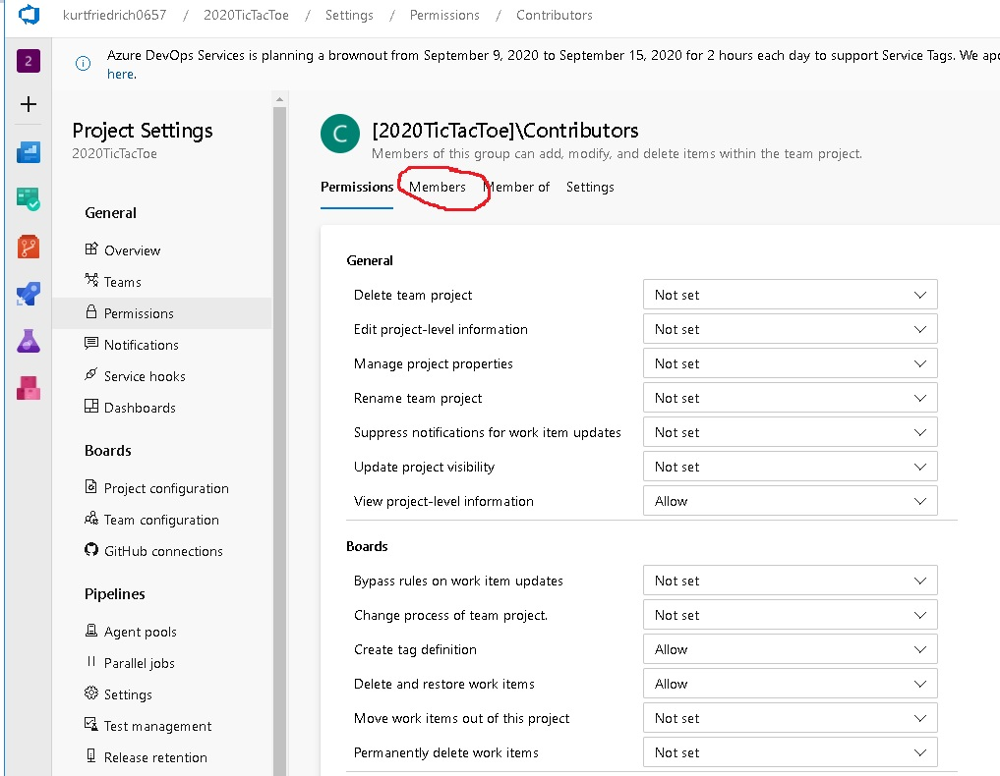 kurtfriedrich0657 / 2020TicTacToe / Settings / Permissions / Contributors
2
Azure DevOps Services is planning a brownout from September 9, 2020 to September 15, 2020 for 2 hours each day to support Service Tags. We apo
here.
Project Settings
2020TicTacToe
General
Overview
Teams
Permissions
Notifications
Service hooks
Dashboards
Boards
Project configuration
Team configuration
GitHub connections
Pipelines
Agent pools
Parallel jobs
Settings
Test management
Release retention
C
[2020TicTacToe]\Contributors
Members of this group can add, modify, and delete items within the team project.
Permissions Members Member of Settings
General
Delete team project Not set
Edit project-level information Not set
Manage project properties Not set
Rename team project Not set
Suppress notifications for work item updates Not set
Update project visibility Not set
View project-level information Allow
Boards
Bypass rules on work item updates Not set
Change process of team project. Not set
Create tag definition Allow
Delete and restore work items Allow
Move work items out of this project Not set
Permanently delete work items Not set